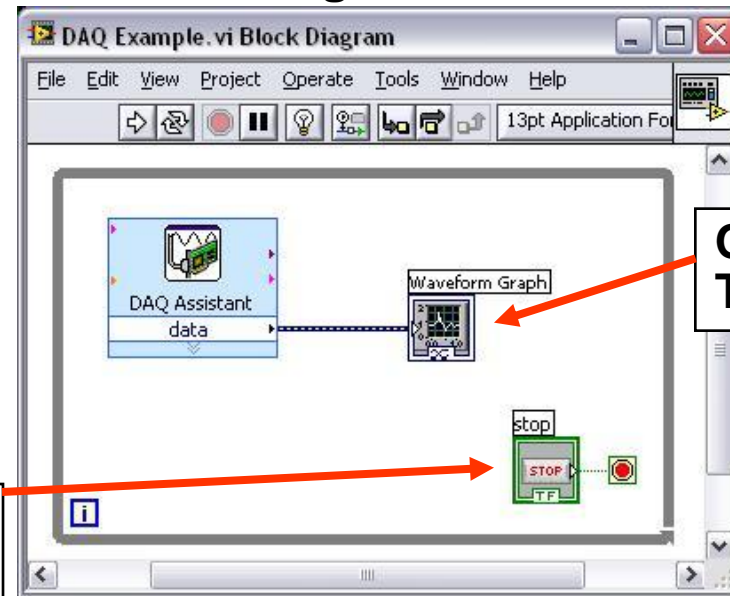 DAQ Example.vi Block Diagram
File Edit View Project Operate Tools Window Help
13pt Application Fo
DAQ Assistant
data
Waveform Graph
stop
STOP
TF
i